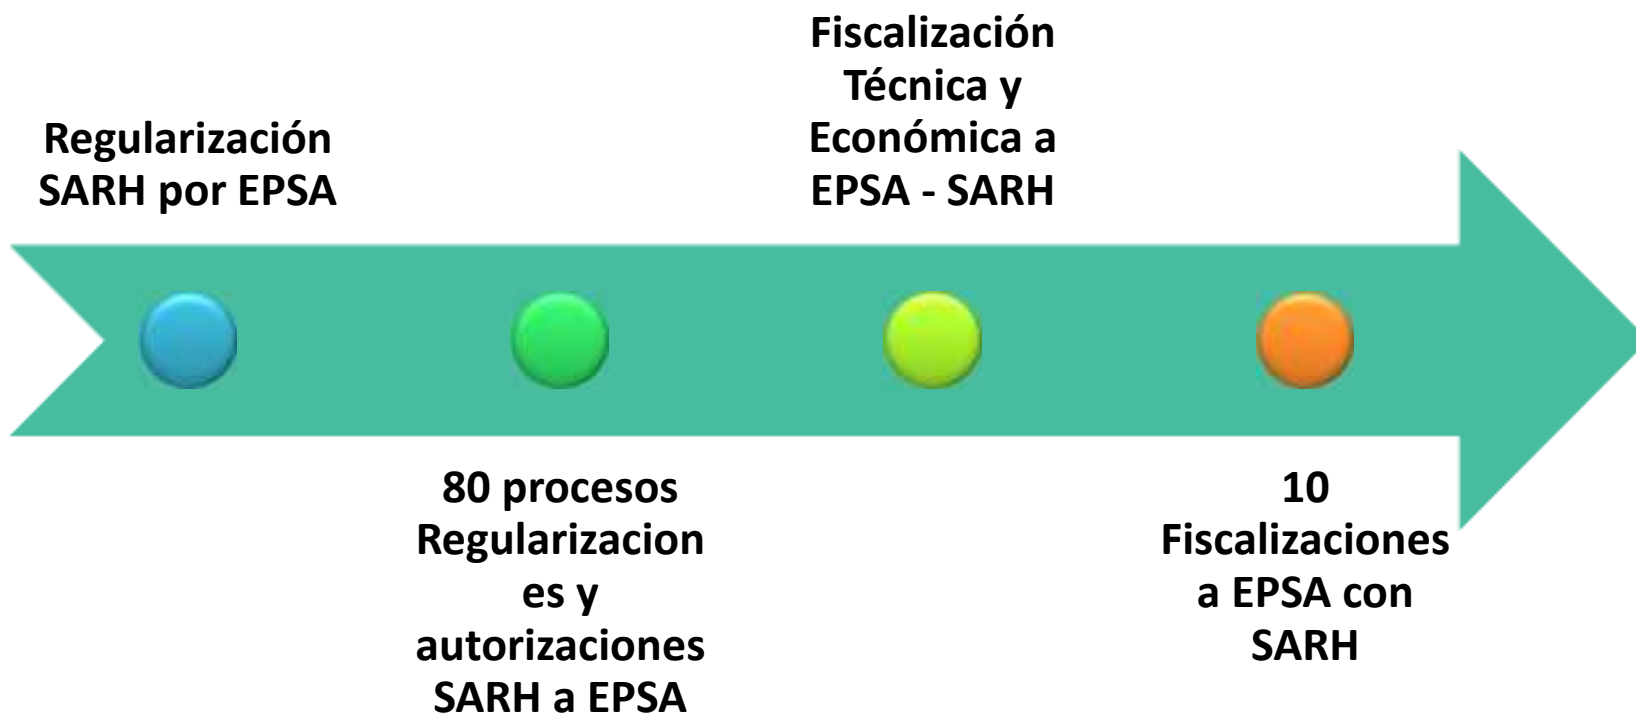 Regularización
SARH por EPSA
80 procesos
Regularizacion
es y
autorizaciones
SARH a EPSA
Fiscalización
Técnica y
Económica a
EPSA - SARH
10
Fiscalizaciones
a EPSA con
SARH